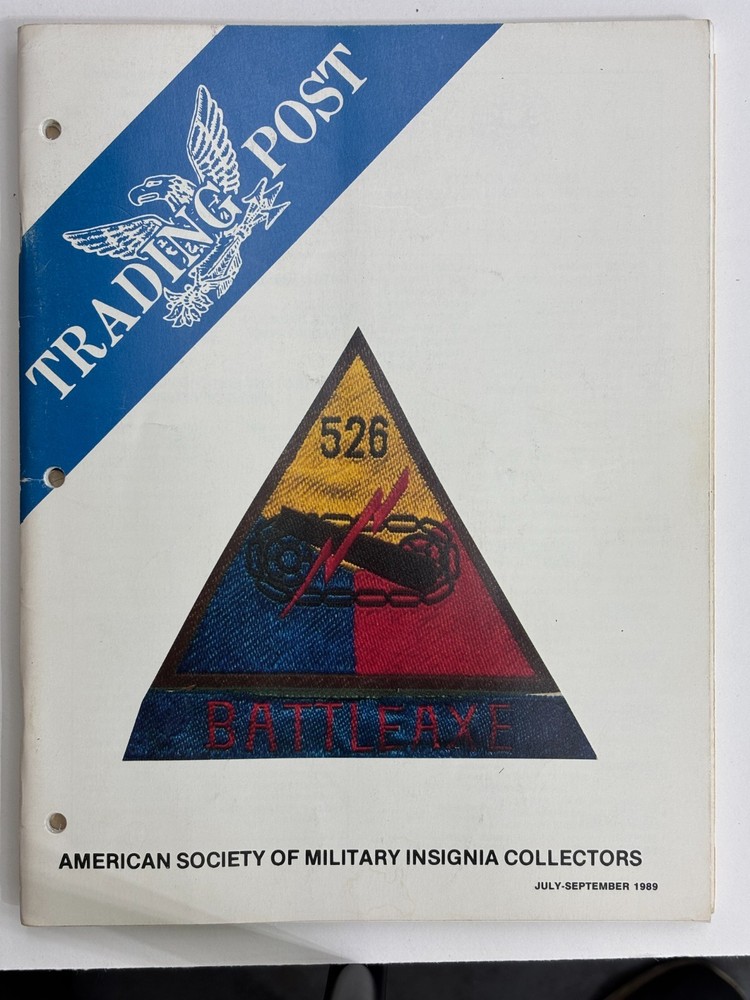 TRADING POST
526
BATTLEAXE
AMERICAN SOCIETY OF MILITARY INSIGNIA COLLECTORS
JULY-SEPTEMBER 1989